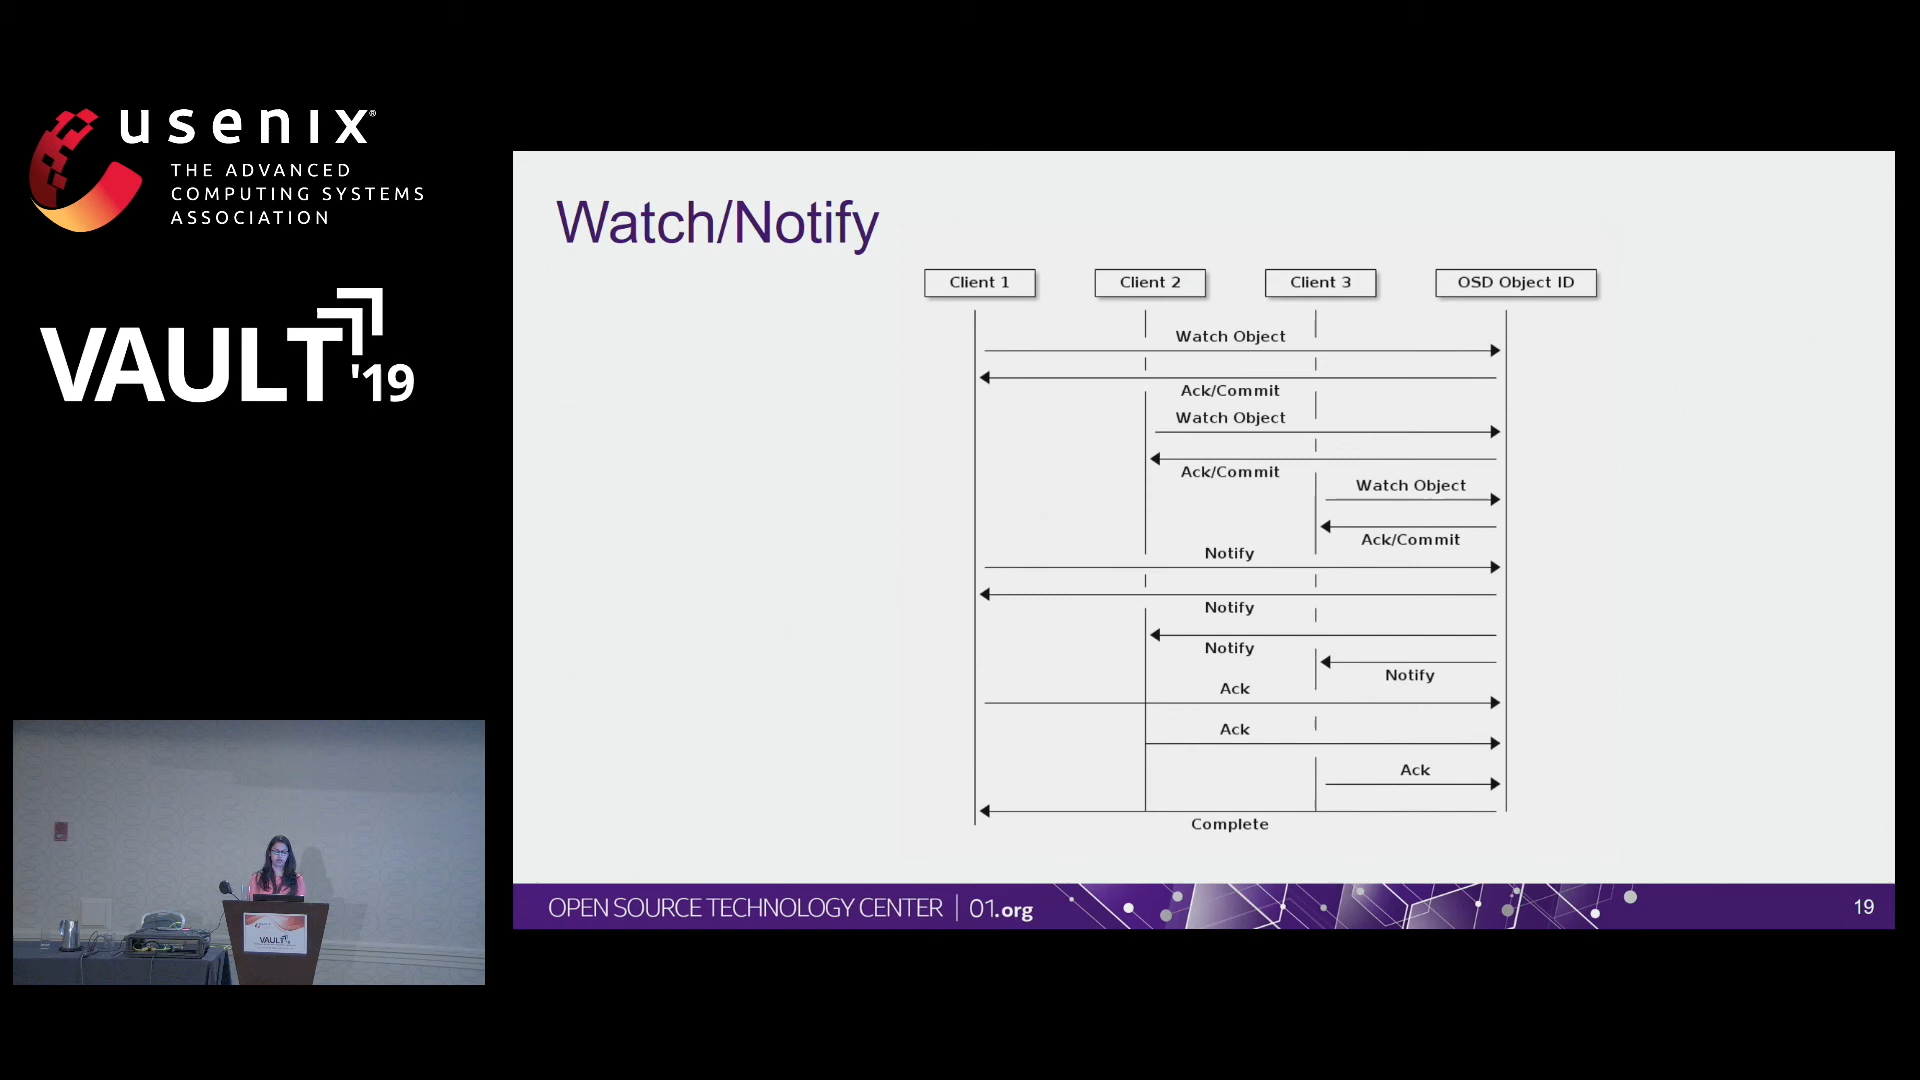 usenix®
THE ADVANCED
COMPUTING SYSTEMS
ASSOCIATION
VAULT '19
Watch/Notify
Client 1
Client 2
Client 3
OSD Object ID
Watch Object
Ack/Commit
Watch Object
Ack/Commit
Watch Object
Ack/Commit
Notify
Notify
Notify
Notify
Ack
Ack
Ack
Complete
OPEN SOURCE TECHNOLOGY CENTER | 01.org
19
VAULT